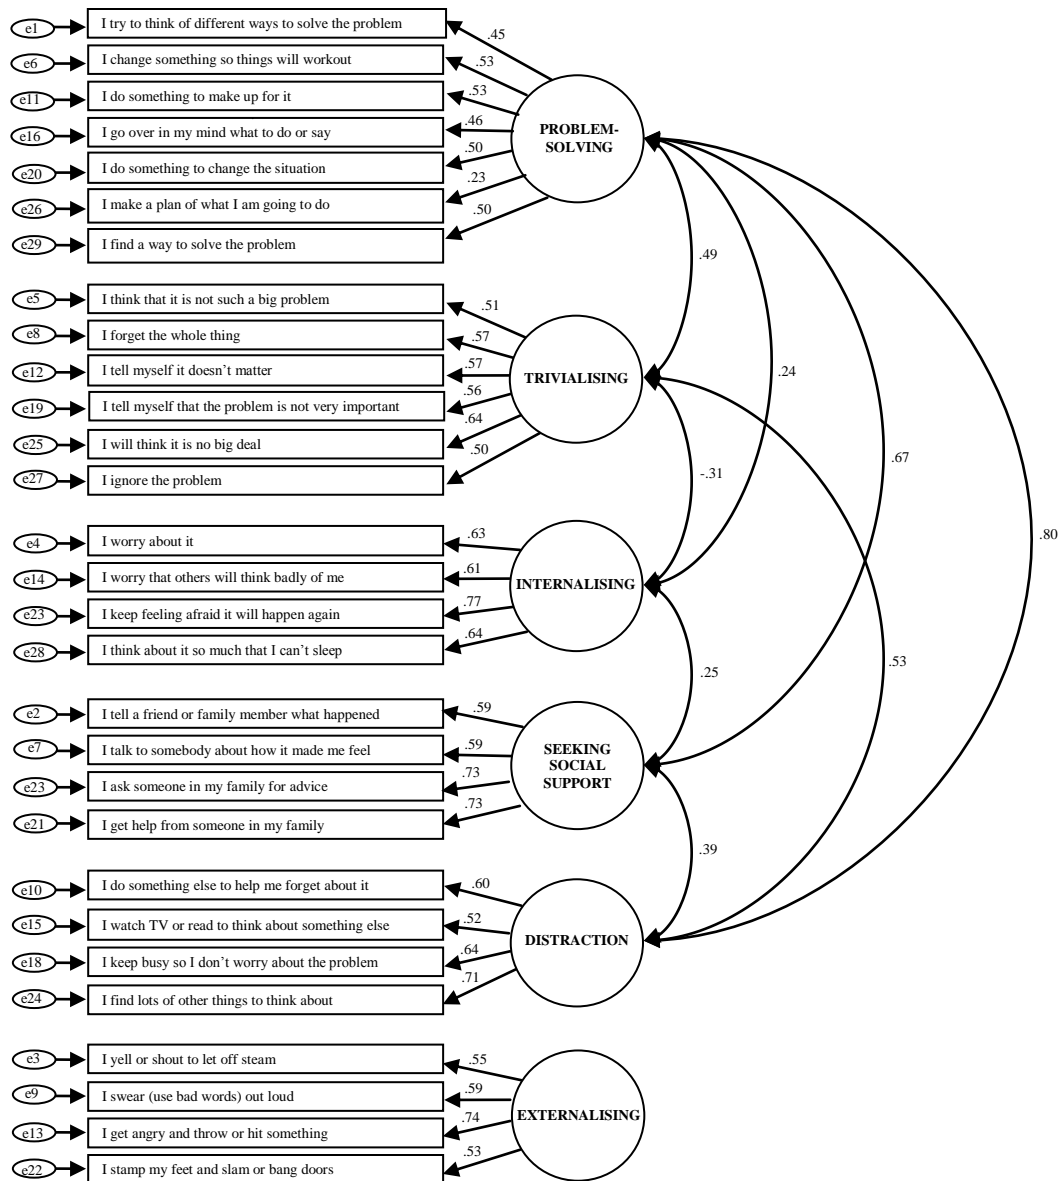 e1 I try to think of different ways to solve the problem .45
e6 I change something so things will workout .53
e11 I do something to make up for it .53
e16 I go over in my mind what to do or say .46
e20 I do something to change the situation .50
e26 I make a plan of what I am going to do .23
e29 I find a way to solve the problem .50
PROBLEM-
SOLVING
.49
e5 I think that it is not such a big problem .51
e8 I forget the whole thing .57
e12 I tell myself it doesn't matter .57
e19 I tell myself that the problem is not very important .56
e25 I will think it is no big deal .64
e27 I ignore the problem .50
TRIVIALISING
.24
-.31
.67
.80
e4 I worry about it .63
e14 I worry that others will think badly of me .61
e23 I keep feeling afraid it will happen again .77
e28 I think about it so much that I can't sleep .64
INTERNALISING
.25
.53
e2 I tell a friend or family member what happened .59
e7 I talk to somebody about how it made me feel .59
e23 I ask someone in my family for advice .73
e21 I get help from someone in my family .73
SEEKING
SOCIAL
SUPPORT
.39
e10 I do something else to help me forget about it .60
e15 I watch TV or read to think about something else .52
e18 I keep busy so I don't worry about the problem .64
e24 I find lots of other things to think about .71
DISTRACTION
e3 I yell or shout to let off steam .55
e9 I swear (use bad words) out loud .59
e13 I get angry and throw or hit something .74
e22 I stamp my feet and slam or bang doors .53
EXTERNALISING